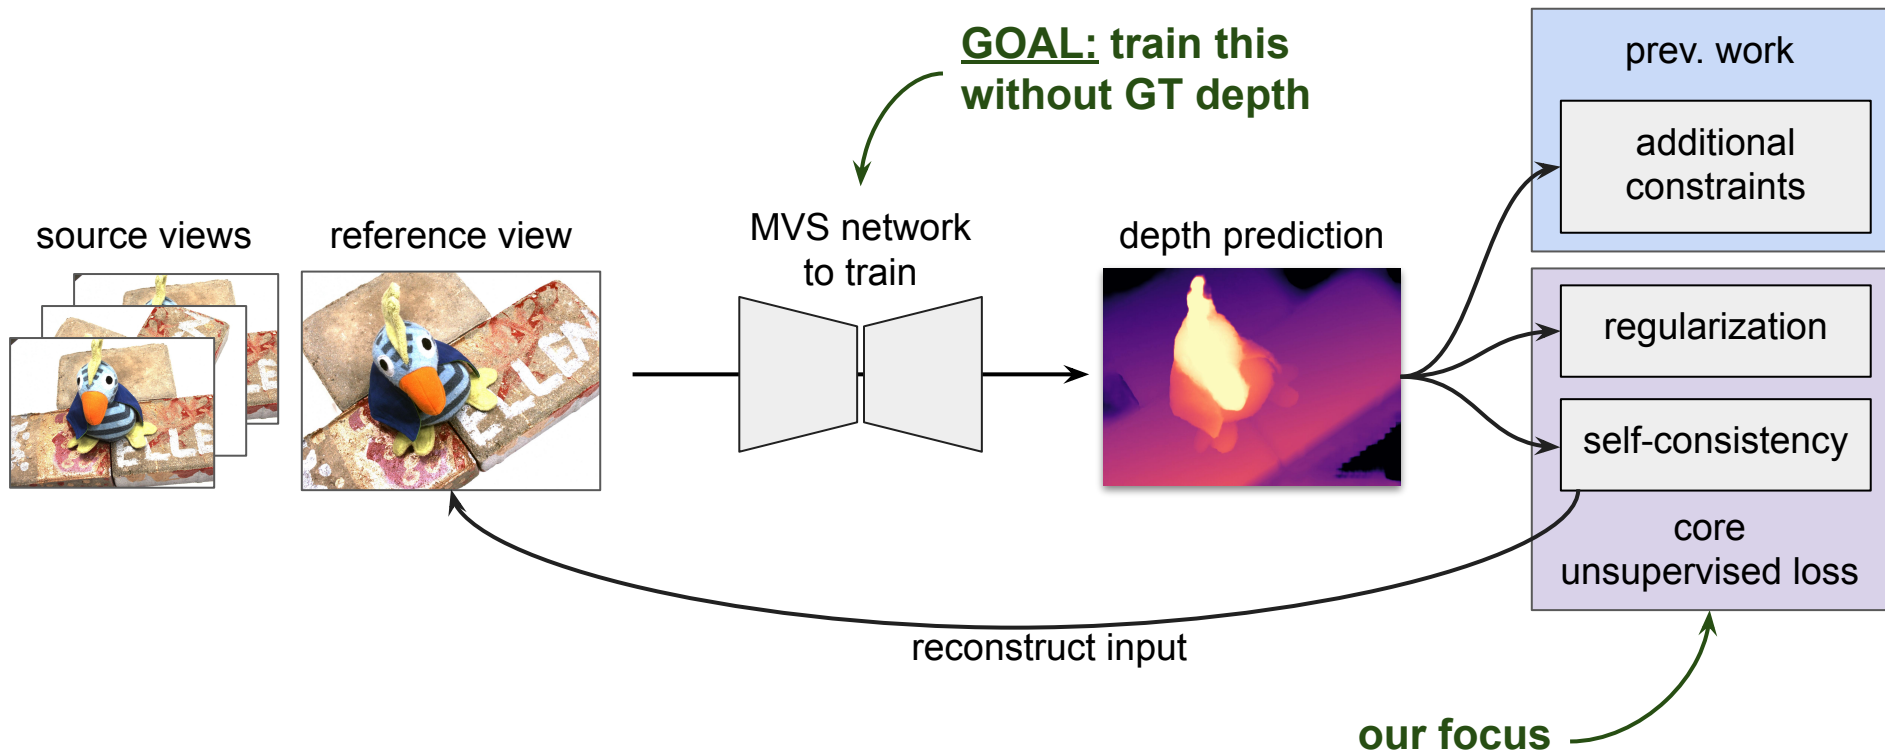 GOAL: train this
without GT depth
prev. work
additional
constraints
source views
reference view
MVS network
to train
depth prediction
regularization
self-consistency
core
unsupervised loss
reconstruct input
our focus